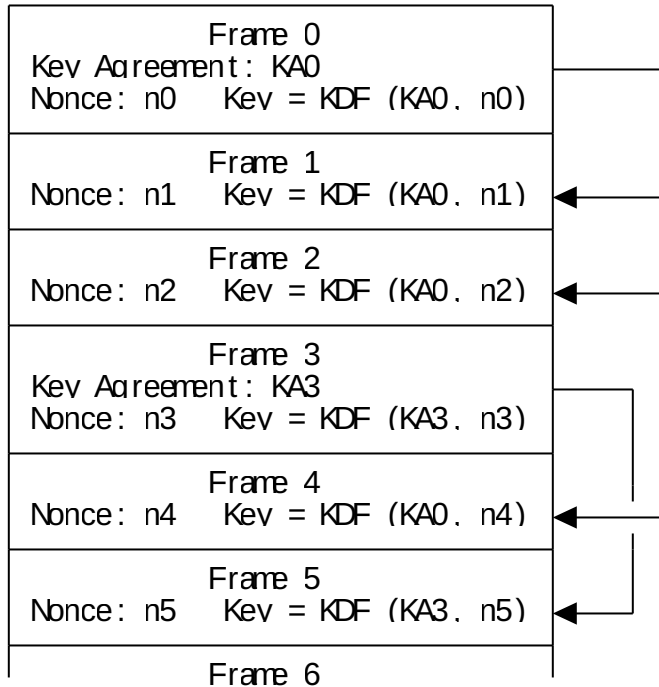 Frame 0
Key Agreement: KA0
Nonce: n0 Key = KDF (KA0, n0)
Frame 1
Nonce: n1 Key = KDF (KA0, n1)
Frame 2
Nonce: n2 Key = KDF (KA0, n2)
Frame 3
Key Agreement: KA3
Nonce: n3 Key = KDF (KA3, n3)
Frame 4
Nonce: n4 Key = KDF (KA0, n4)
Frame 5
Nonce: n5 Key = KDF (KA3, n5)
Frame 6